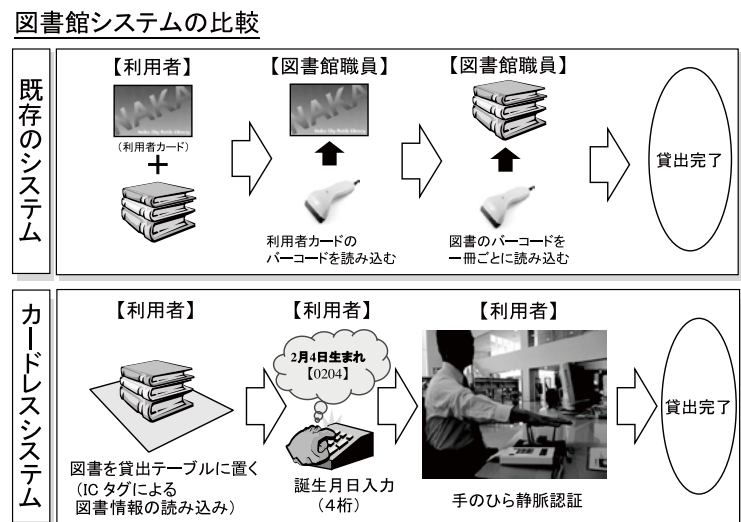 図書館システムの比較
既存のシステム
【利用者】
NAKA
(利用者カード)
+
【図書館職員】
NAKA
利用者カードの
バーコードを読み込む
【図書館職員】
図書のバーコードを
一冊ごとに読み込む
貸出完了
カードレスシステム
【利用者】
図書を貸出テーブルに置く
(IC タグによる
図書情報の読み込み)
【利用者】
2月4日生まれ
【0204】
誕生月日入力
(4桁)
【利用者】
手のひら静脈認証
貸出完了